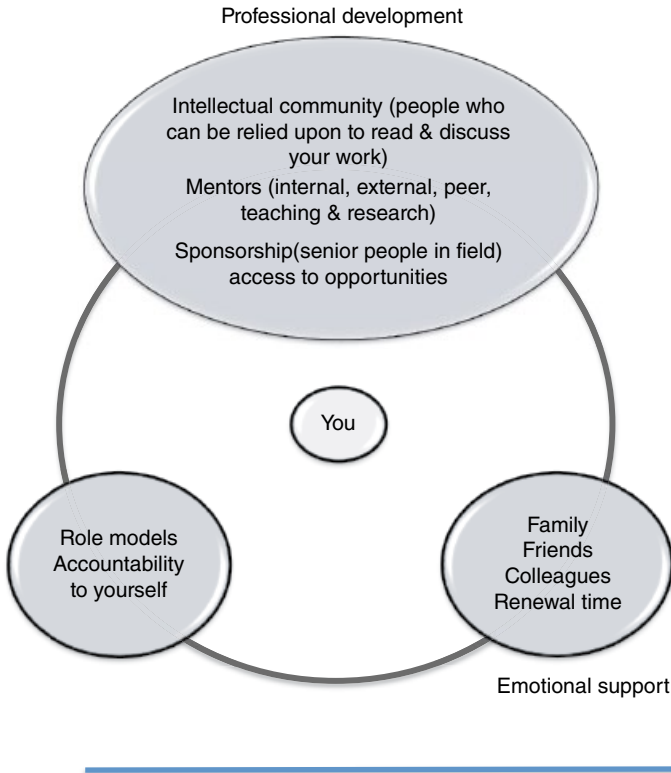 Professional development
Intellectual community (people who
can be relied upon to read & discuss
your work)
Mentors (internal, external, peer,
teaching & research)
Sponsorship(senior people in field)
access to opportunities
You
Role models
Accountability
to yourself
Family
Friends
Colleagues
Renewal time
Emotional support